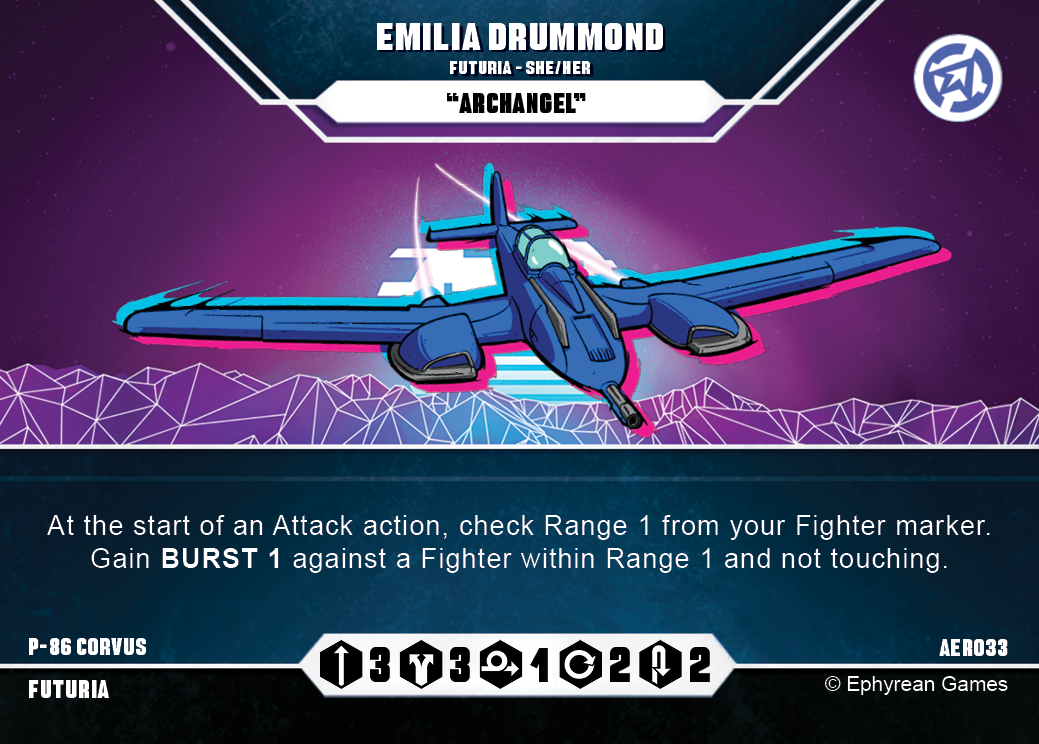 EMILIA DRUMMOND
FUTURIA - SHE/HER
“ARCHANGEL”
At the start of an Attack action, check Range 1 from your Fighter marker.
Gain BURST 1 against a Fighter within Range 1 and not touching.
P-86 CORVUS
AER033
3 3 1 2 2
FUTURIA
© Ephyrean Games